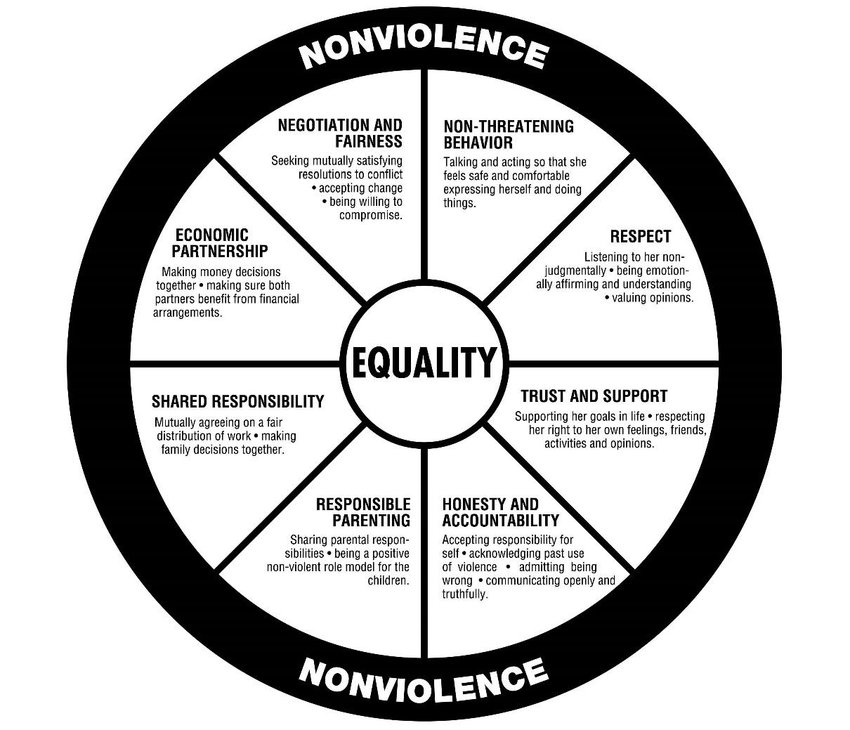 NONVIOLENCE
NEGOTIATION AND
FAIRNESS
Seeking mutually satisfying
resolutions to conflict
• accepting change
• being willing to
compromise.
NON-THREATENING
BEHAVIOR
Talking and acting so that she
feels safe and comfortable
expressing herself and doing
things.
ECONOMIC
PARTNERSHIP
Making money decisions
together • making sure both
partners benefit from financial
arrangements.
RESPECT
Listening to her non-
judgmentally • being emotion-
ally affirming and understanding
• valuing opinions.
EQUALITY
SHARED RESPONSIBILITY
Mutually agreeing on a fair
distribution of work • making
family decisions together.
TRUST AND SUPPORT
Supporting her goals in life • respecting
her right to her own feelings, friends,
activities and opinions.
RESPONSIBLE
PARENTING
Sharing parental respon-
sibilities • being a positive
non-violent role model for the
children.
HONESTY AND
ACCOUNTABILITY
Accepting responsibility for
self • acknowledging past use
of violence • admitting being
wrong • communicating openly and
truthfully.
NONVIOLENCE